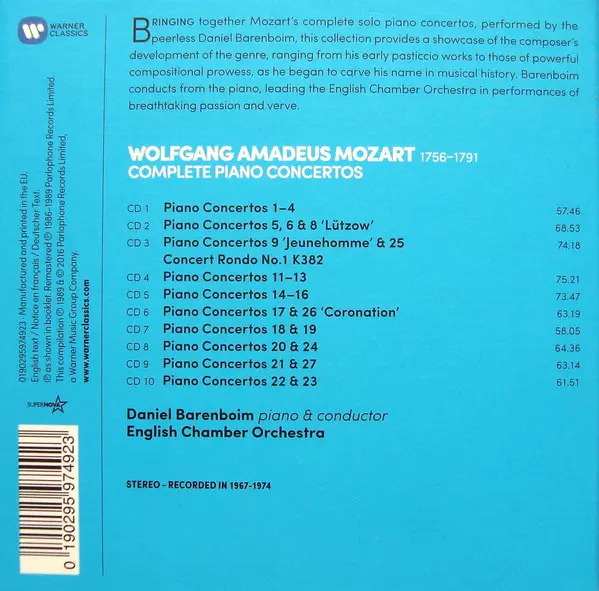 WARNER
CLASSICS
BRINGING together Mozart's complete solo piano concertos, performed by the
peerless Daniel Barenboim, this collection provides a showcase of the composer's
development of the genre, ranging from his early pasticcio works to those of powerful
compositional prowess, as he began to carve his name in musical history. Barenboim
conducts from the piano, leading the English Chamber Orchestra in performances of
breathtaking passion and verve.
WOLFGANG AMADEUS MOZART 1756–1791
COMPLETE PIANO CONCERTOS
CD 1 Piano Concertos 1–4 57.46
CD 2 Piano Concertos 5, 6 & 8 'Lützow' 68.53
CD 3 Piano Concertos 9 'Jeunehomme' & 25 74.18
Concert Rondo No.1 K382
CD 4 Piano Concertos 11–13 75.21
CD 5 Piano Concertos 14–16 73.47
CD 6 Piano Concertos 17 & 26 'Coronation' 63.19
CD 7 Piano Concertos 18 & 19 58.05
CD 8 Piano Concertos 20 & 24 64.36
CD 9 Piano Concertos 21 & 27 63.14
CD 10 Piano Concertos 22 & 23 61.51
Daniel Barenboim piano & conductor
English Chamber Orchestra
STEREO - RECORDED IN 1967-1974
0190295974923 · Manufactured and printed in the EU.
English text / Notice en français / Deutscher Text.
℗ as shown in booklet. Remastered ℗ 1986-1989 Parlophone Records Limited.
This compilation ℗ 1989 & © 2016 Parlophone Records Limited,
a Warner Music Group Company.
www.warnerclassics.com
SUPERNOVA
0 190295 974923